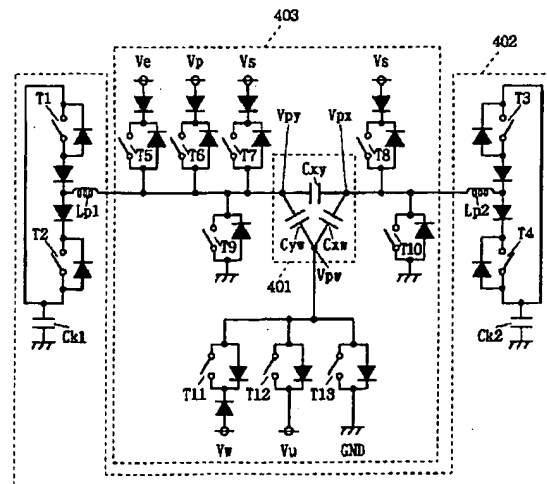 403
402
Ve
Vp
Vs
Vs
T1
T3
Vpy
Vpx
T5
T6
T7
T8
Cxy
Lp1
Lp2
T2
T9
T10
T4
Cyw
Cxw
401
Vpw
Ck1
Ck2
T11
T12
T13
Vw
Vu
GND